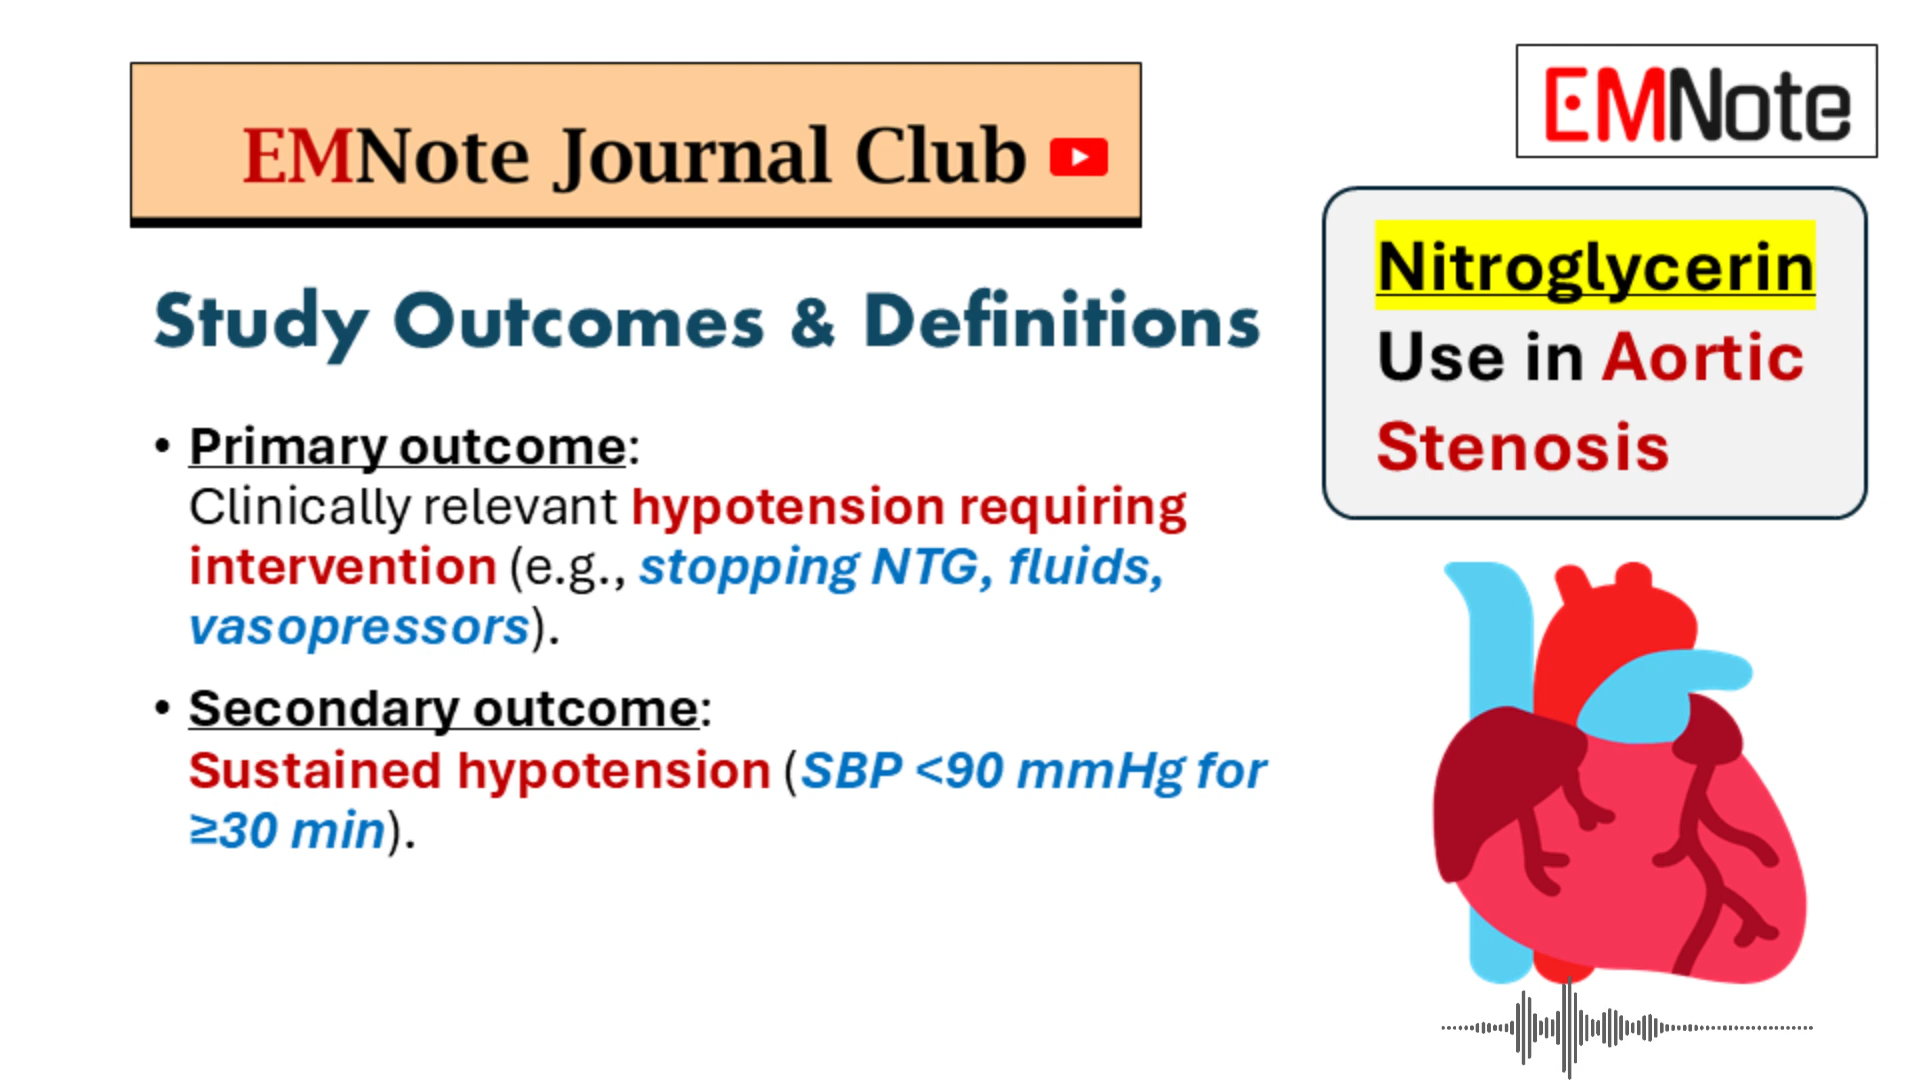 EMNote Journal Club
EMNote
Study Outcomes & Definitions
• Primary outcome:
Clinically relevant hypotension requiring
intervention (e.g., stopping NTG, fluids,
vasopressors).
• Secondary outcome:
Sustained hypotension (SBP <90 mmHg for
≥30 min).
Nitroglycerin
Use in Aortic
Stenosis